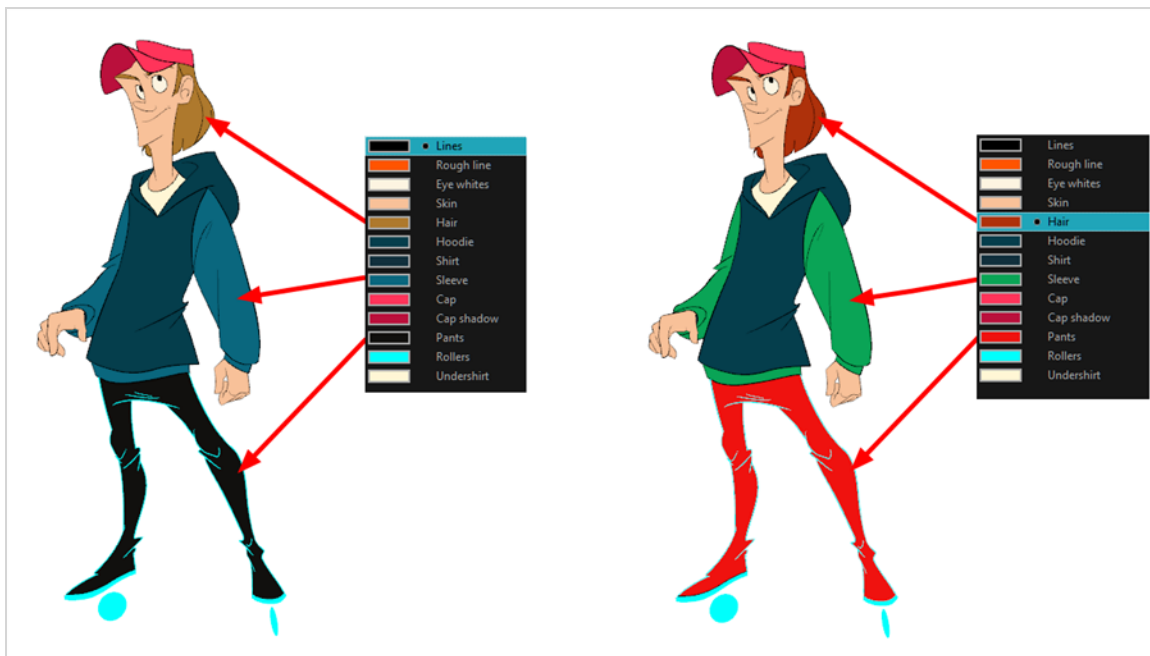 Lines
Rough line
Eye whites
Skin
Hair
Hoodie
Shirt
Sleeve
Cap
Cap shadow
Pants
Rollers
Undershirt
Lines
Rough line
Eye whites
Skin
Hair
Hoodie
Shirt
Sleeve
Cap
Cap shadow
Pants
Rollers
Undershirt